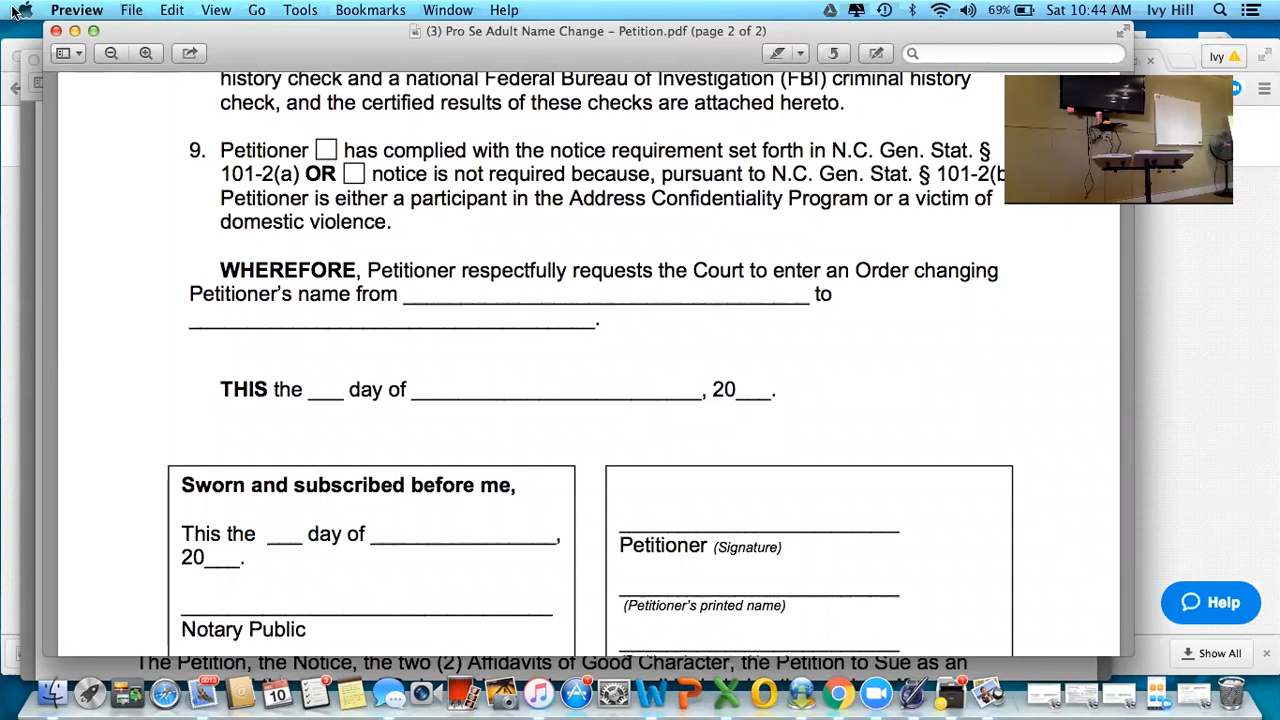 Preview File Edit View Go Tools Bookmarks Window Help 69% Sat 10:44 AM Ivy Hill
(3) Pro Se Adult Name Change – Petition.pdf (page 2 of 2)
Ivy
history check and a national Federal Bureau of Investigation (FBI) criminal history
check, and the certified results of these checks are attached hereto.
9. Petitioner has complied with the notice requirement set forth in N.C. Gen. Stat. §
101-2(a) OR notice is not required because, pursuant to N.C. Gen. Stat. § 101-2(b
Petitioner is either a participant in the Address Confidentiality Program or a victim of
domestic violence.
WHEREFORE, Petitioner respectfully requests the Court to enter an Order changing
Petitioner's name from ___________________________________ to
___________________________________.
THIS the ___ day of _________________________, 20___.
Sworn and subscribed before me,
This the ___ day of ________________,
20___.
________________________________
Notary Public
________________________
Petitioner (Signature)
________________________
(Petitioner's printed name)
________________________
Help
Show All
The Petition, the Notice, the two (2) Affidavits of Good Character, the Petition to Sue as an